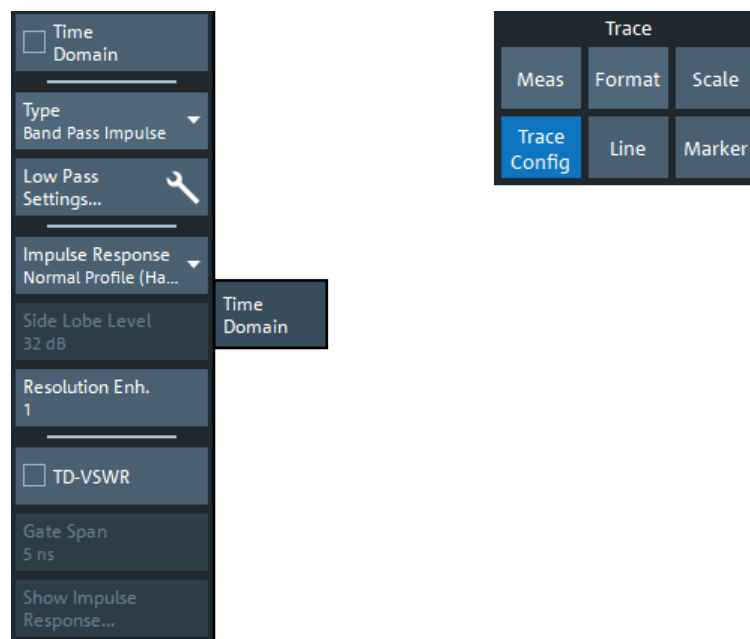 Time
Domain
Type
Band Pass Impulse
Low Pass
Settings...
Impulse Response
Normal Profile (Ha...
Side Lobe Level
32 dB
Resolution Enh.
1
TD-VSWR
Gate Span
5 ns
Show Impulse
Response...
Time
Domain
Trace
Meas
Format
Scale
Trace
Config
Line
Marker